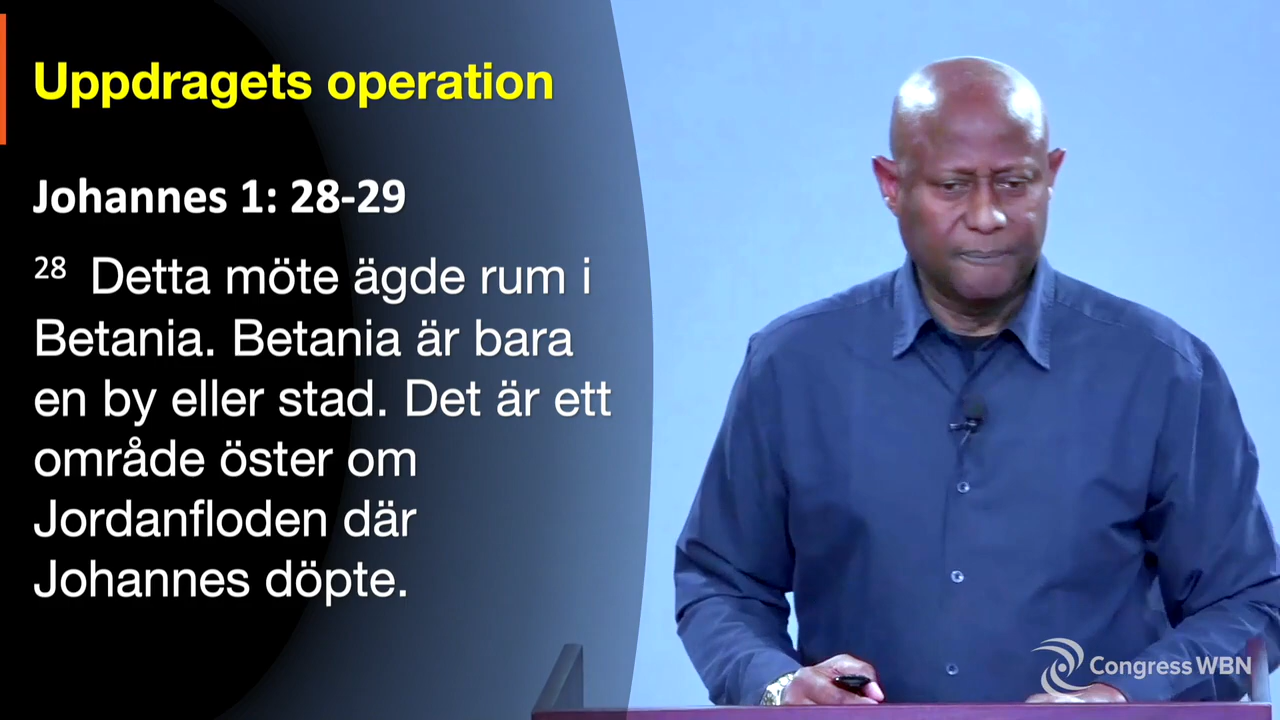 Uppdragets operation
Johannes 1: 28-29
28 Detta möte ägde rum i
Betania. Betania är bara
en by eller stad. Det är ett
område öster om
Jordanfloden där
Johannes döpte.
Congress WBN